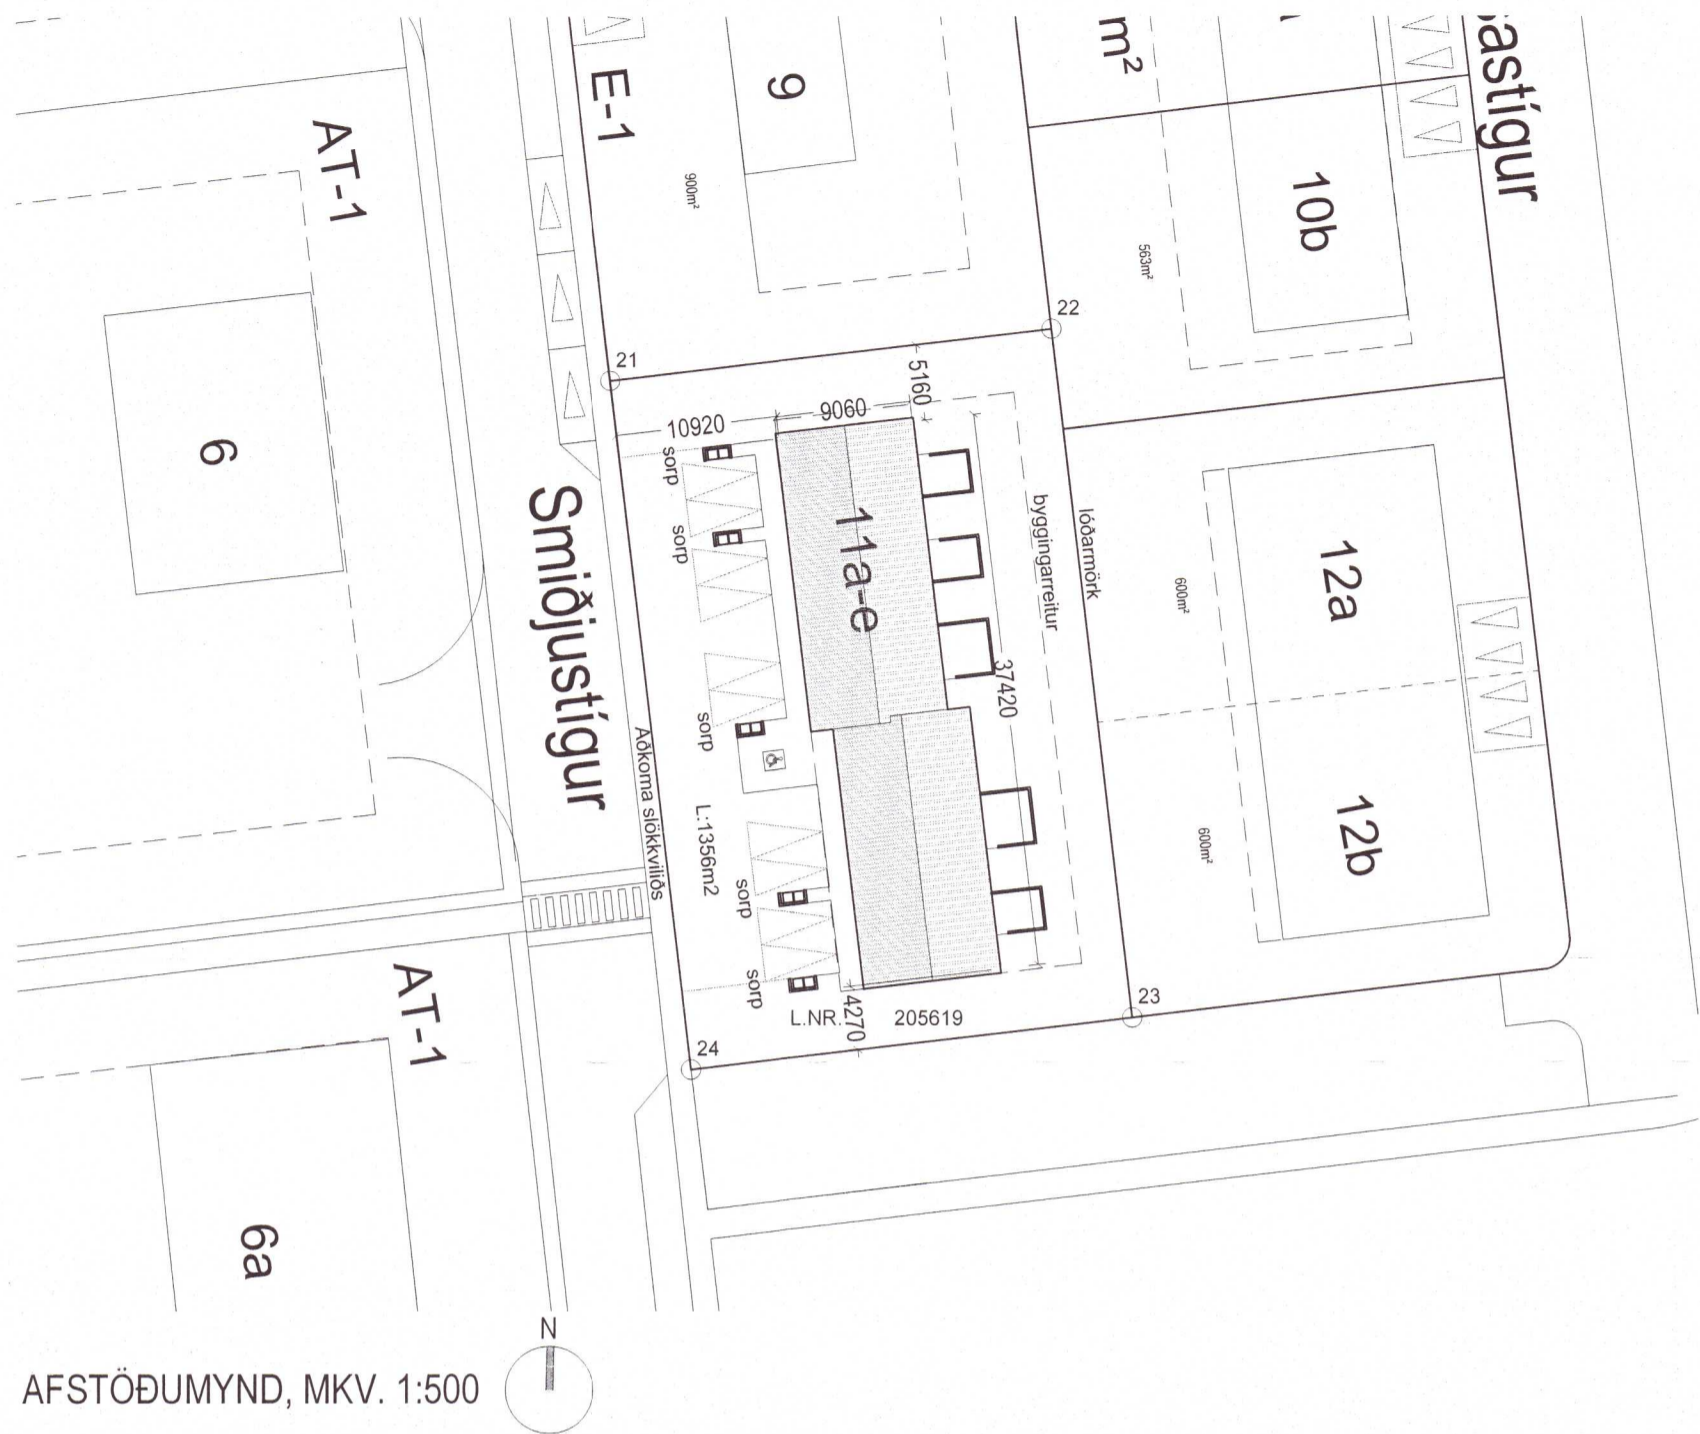 AT-1
E-1
9
900m²
m²
10b
563m²
6
21
22
5160
9060
10920
sorp
sorp
sorp
sorp
sorp
Smiðjustígur
Aðkoma slökkviliðs
L:1356m2
11a-e
37420
byggingarreitur
lóðarmörk
12a
600m²
12b
600m²
23
24
L.NR.
205619
4270
AT-1
6a
N
AFSTÖÐUMYND, MKV. 1:500